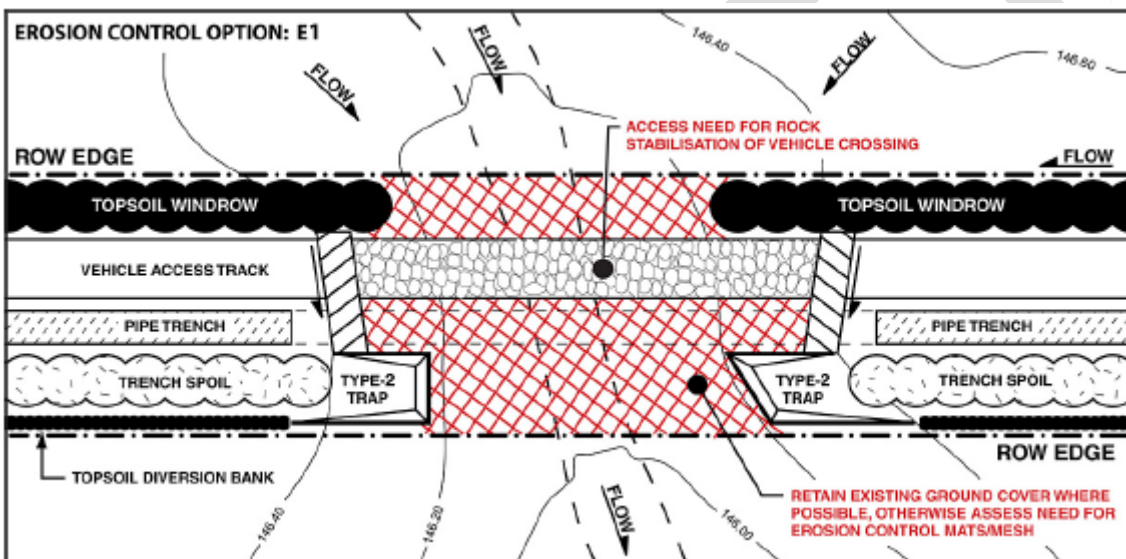 EROSION CONTROL OPTION: E1
FLOW
FLOW
146.40
FLOW
146.60
ACCESS NEED FOR ROCK
STABILISATION OF VEHICLE CROSSING
ROW EDGE
FLOW
TOPSOIL WINDROW
TOPSOIL WINDROW
VEHICLE ACCESS TRACK
PIPE TRENCH
PIPE TRENCH
TRENCH SPOIL
TYPE-2
TRAP
TYPE-2
TRAP
TRENCH SPOIL
ROW EDGE
TOPSOIL DIVERSION BANK
146.40
146.20
FLOW
146.00
RETAIN EXISTING GROUND COVER WHERE
POSSIBLE, OTHERWISE ASSESS NEED FOR
EROSION CONTROL MATS/MESH